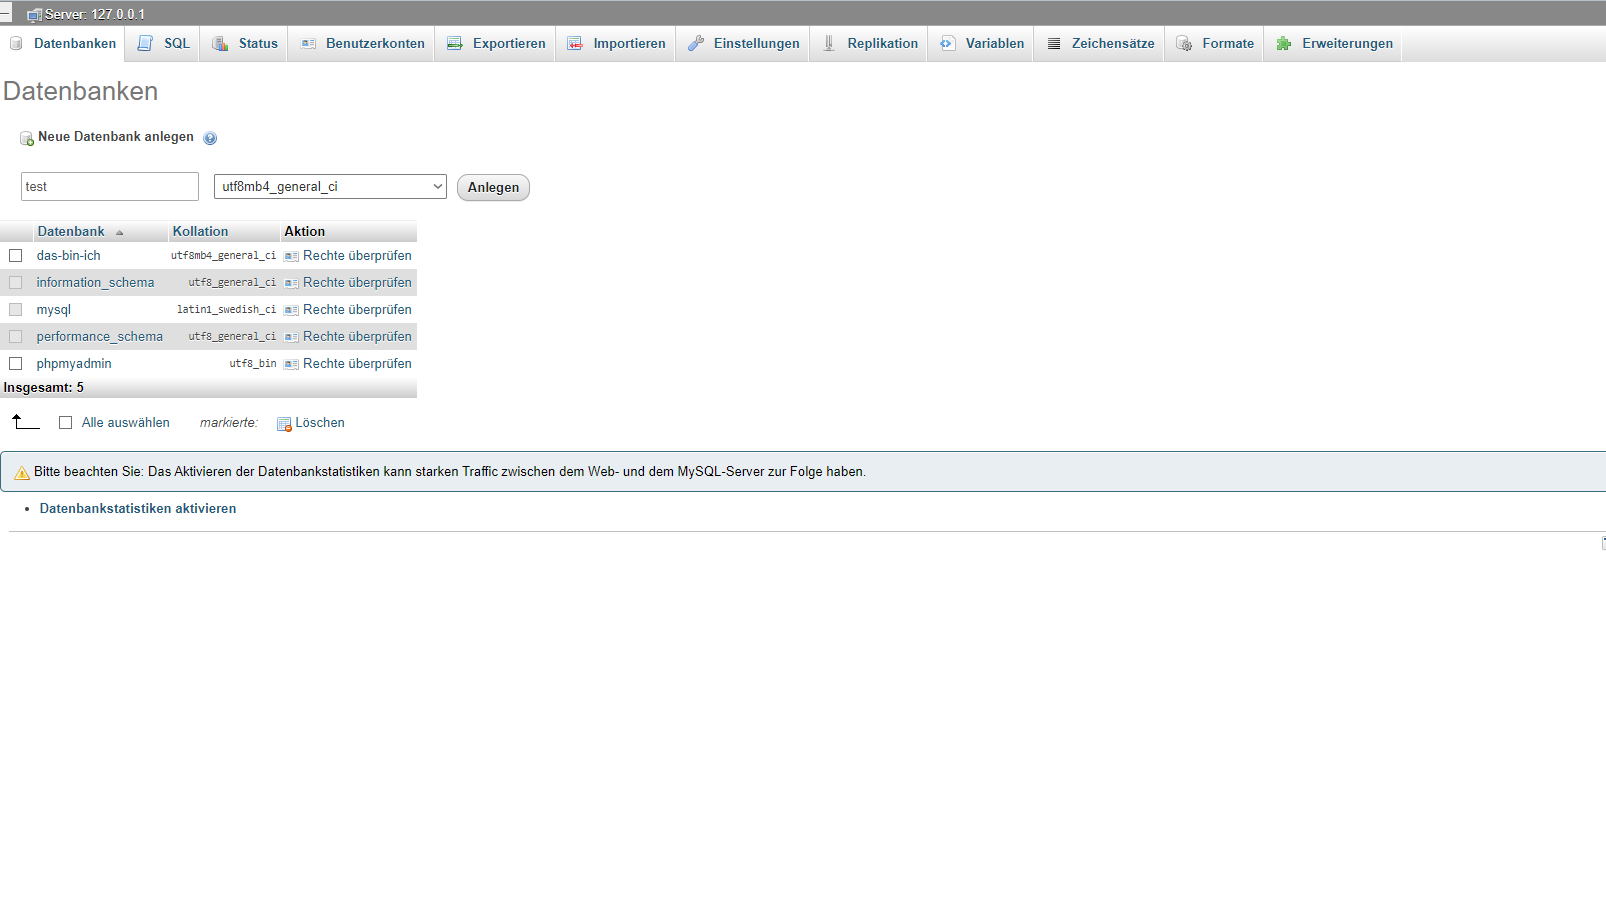 Server: 127.0.0.1
Datenbanken SQL Status Benutzerkonten Exportieren Importieren Einstellungen Replikation Variablen Zeichensätze Formate Erweiterungen
Datenbanken
Neue Datenbank anlegen
test utf8mb4_general_ci Anlegen
Datenbank Kollation Aktion
das-bin-ich utf8mb4_general_ci Rechte überprüfen
information_schema utf8_general_ci Rechte überprüfen
mysql latin1_swedish_ci Rechte überprüfen
performance_schema utf8_general_ci Rechte überprüfen
phpmyadmin utf8_bin Rechte überprüfen
Insgesamt: 5
Alle auswählen markierte: Löschen
Bitte beachten Sie: Das Aktivieren der Datenbankstatistiken kann starken Traffic zwischen dem Web- und dem MySQL-Server zur Folge haben.
• Datenbankstatistiken aktivieren